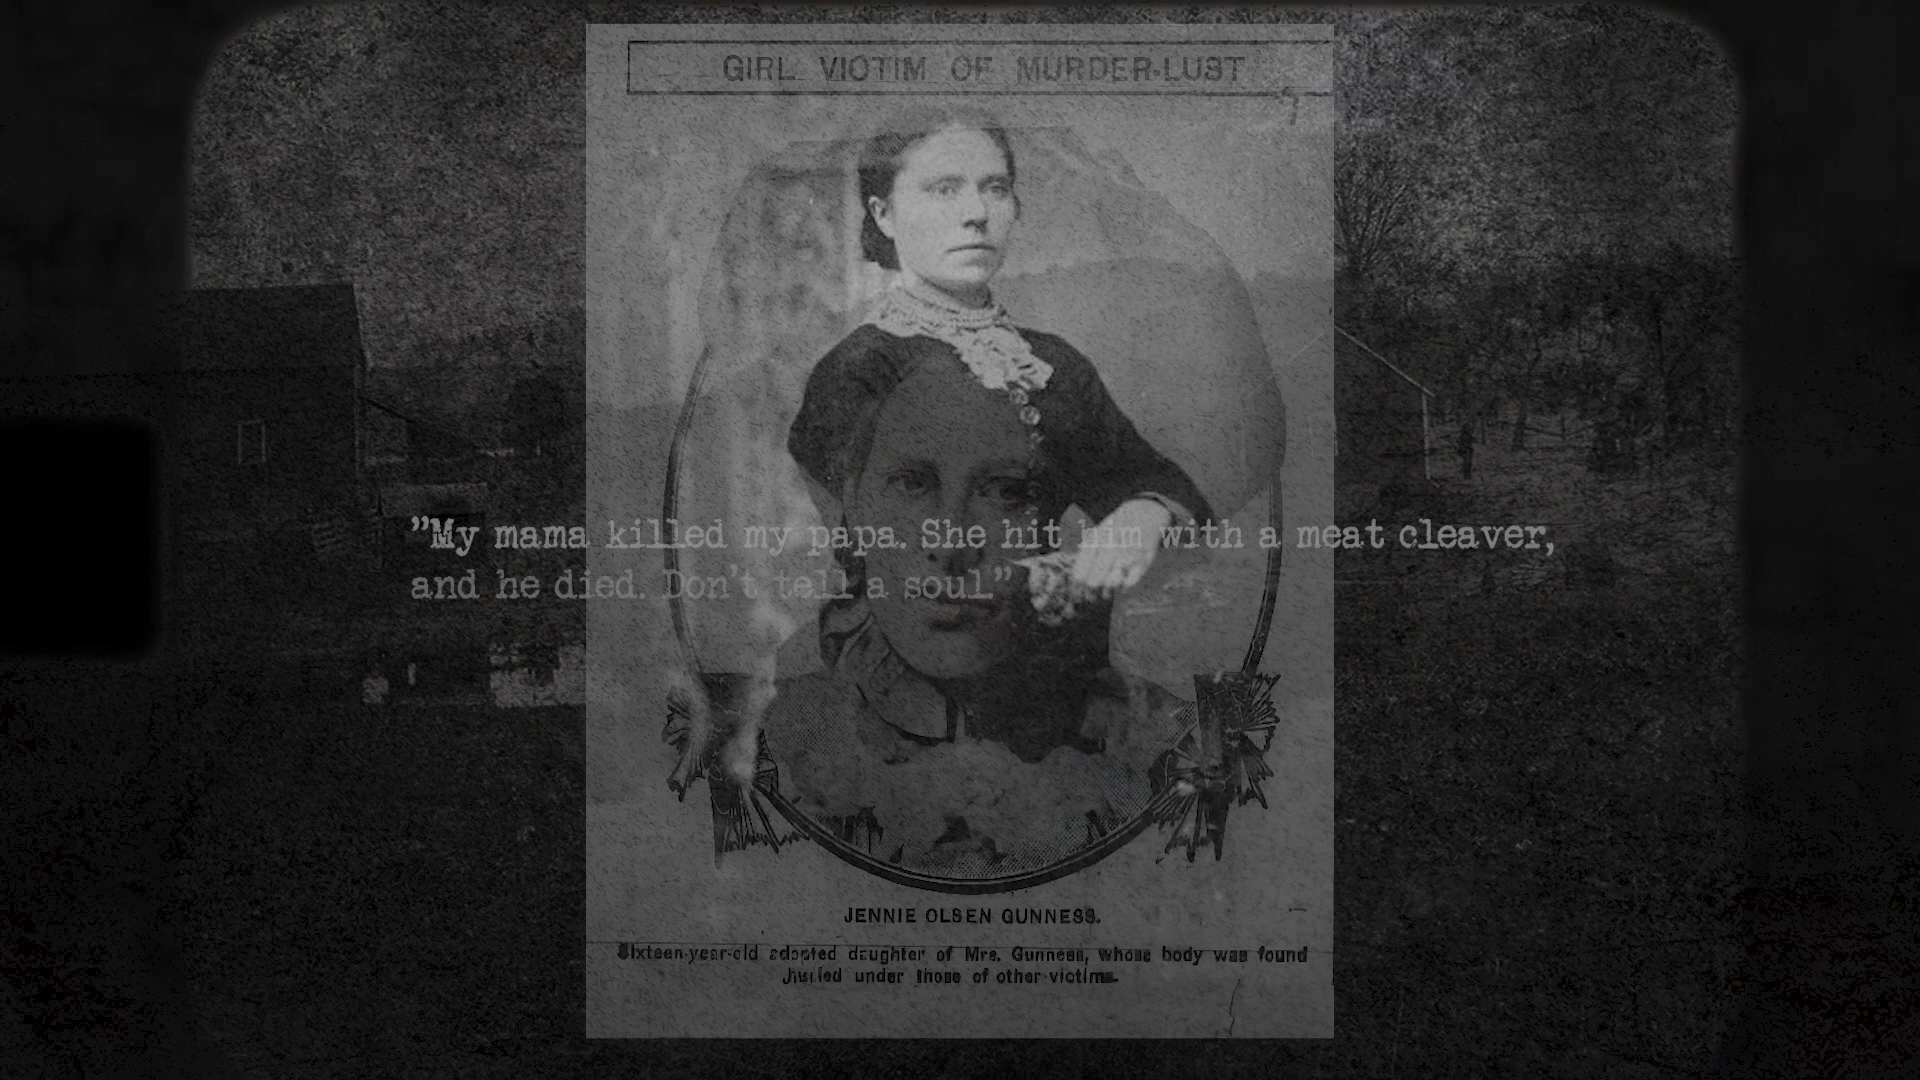 GIRL VICTIM OF MURDER-LUST
"My mama killed my papa. She hit him with a meat cleaver,
and he died. Don't tell a soul."
JENNIE OLSEN GUNNESS.
Sixteen-year-old adopted daughter of Mrs. Gunness, whose body was found
buried under those of other victims.